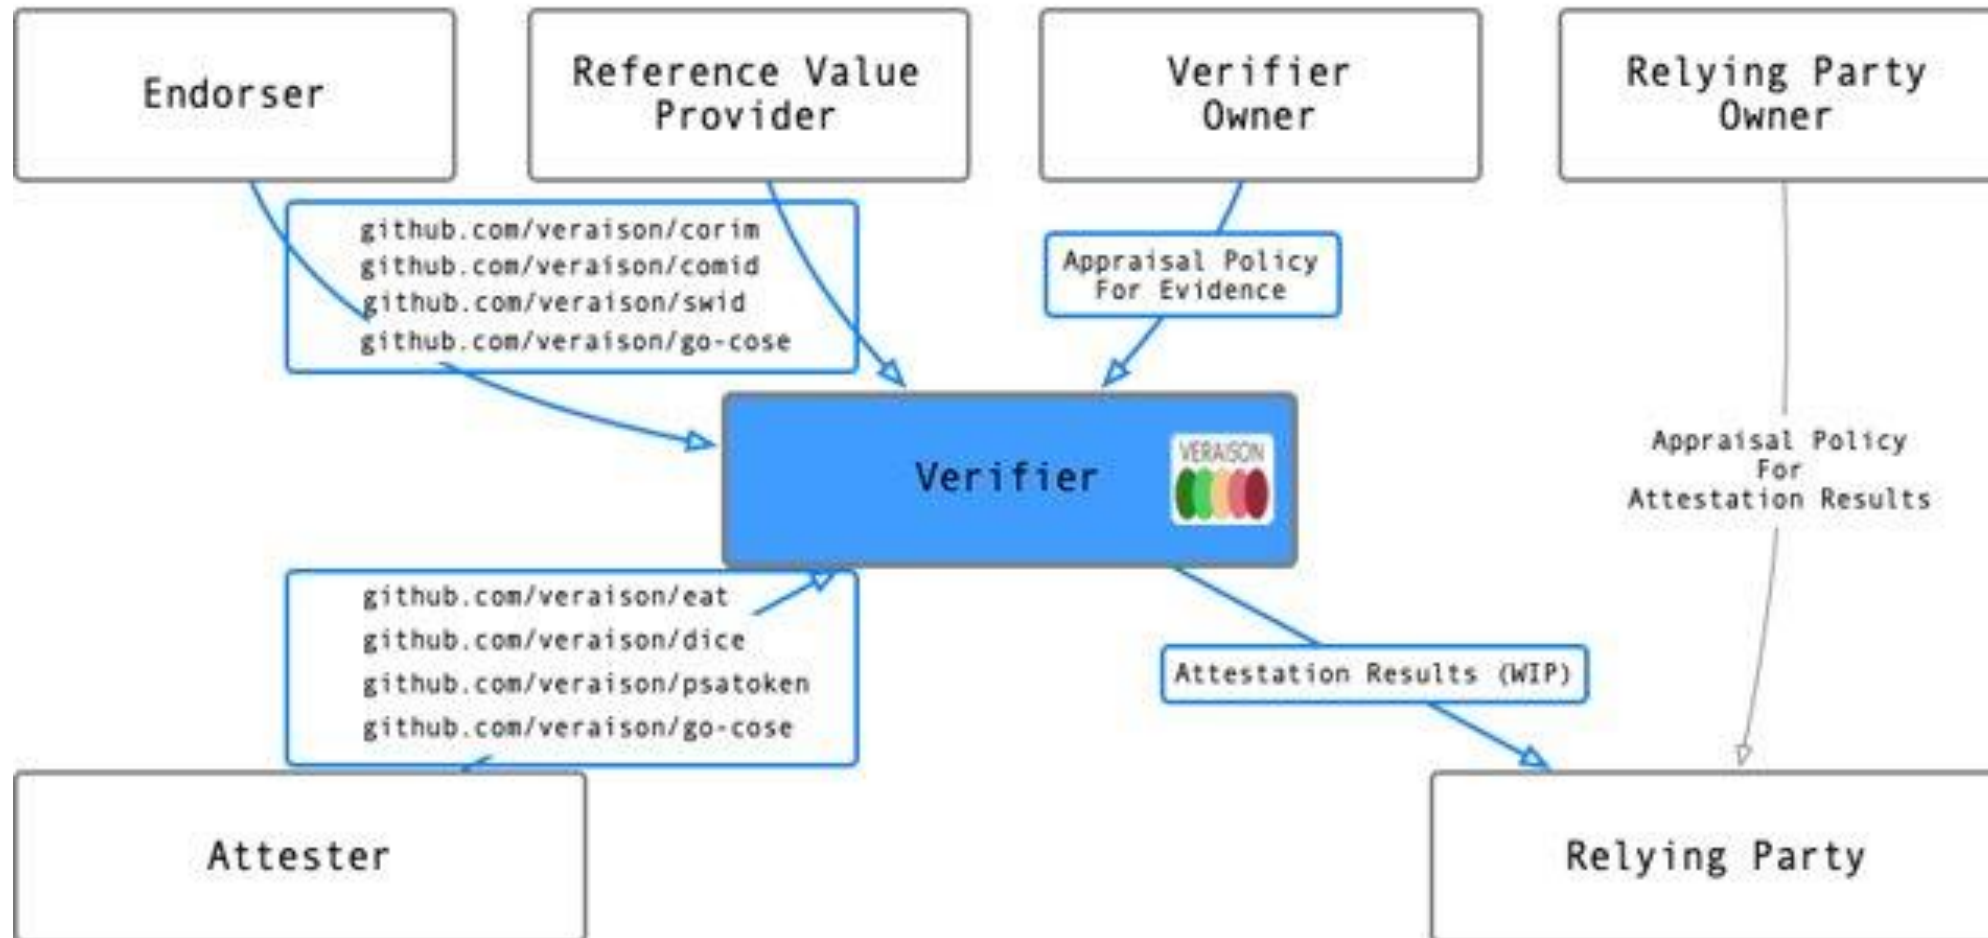 Endorser
Reference Value
Provider
Verifier
Owner
Relying Party
Owner
github.com/veraison/corim
github.com/veraison/comid
github.com/veraison/swid
github.com/veraison/go-cose
Appraisal Policy
For Evidence
Verifier
VERAISON
Appraisal Policy
For
Attestation Results
github.com/veraison/eat
github.com/veraison/dice
github.com/veraison/psatoken
github.com/veraison/go-cose
Attestation Results (WIP)
Attester
Relying Party